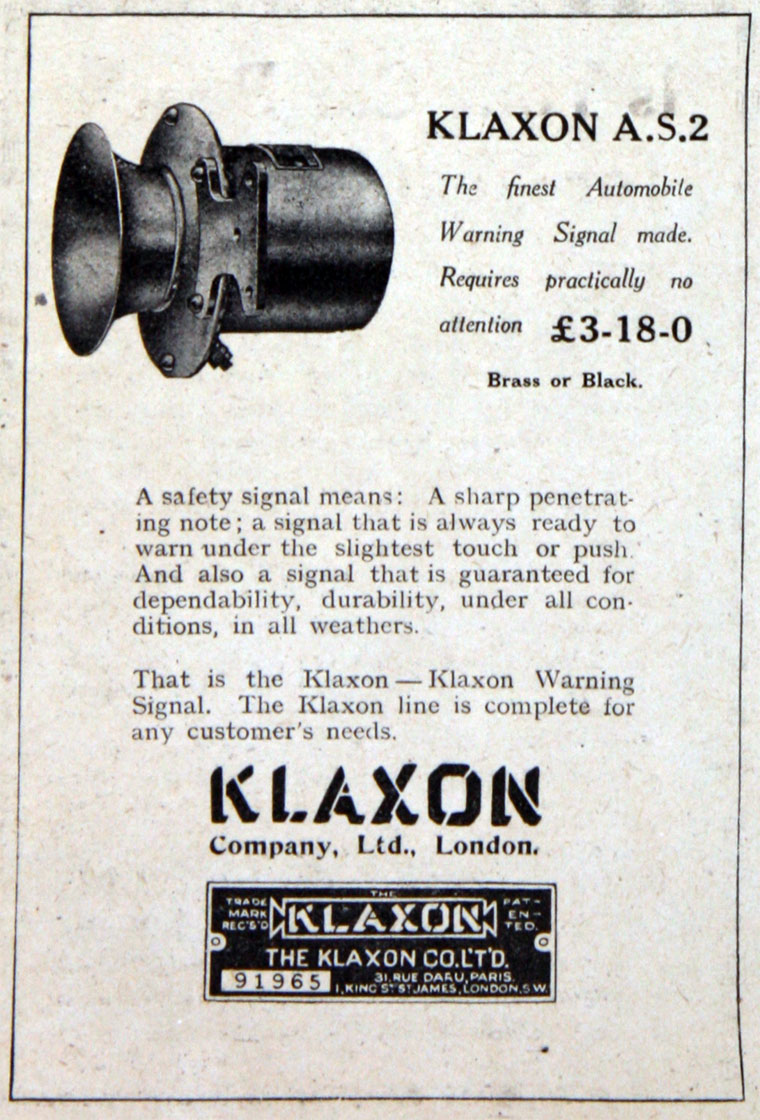 KLAXON A.S.2
The finest Automobile
Warning Signal made.
Requires practically no
attention £3-18-0
Brass or Black.
A safety signal means: A sharp penetrat-
ing note; a signal that is always ready to
warn under the slightest touch or push.
And also a signal that is guaranteed for
dependability, durability, under all con-
ditions, in all weathers.
That is the Klaxon — Klaxon Warning
Signal. The Klaxon line is complete for
any customer's needs.
KLAXON
Company, Ltd., London.
THE
TRADE
MARK
REC'S'D
KLAXON
PAT-
EN-
TED.
THE KLAXON CO. L'T'D.
91965
31, RUE DARU, PARIS.
1, KING ST. ST. JAMES, LONDON, S.W.